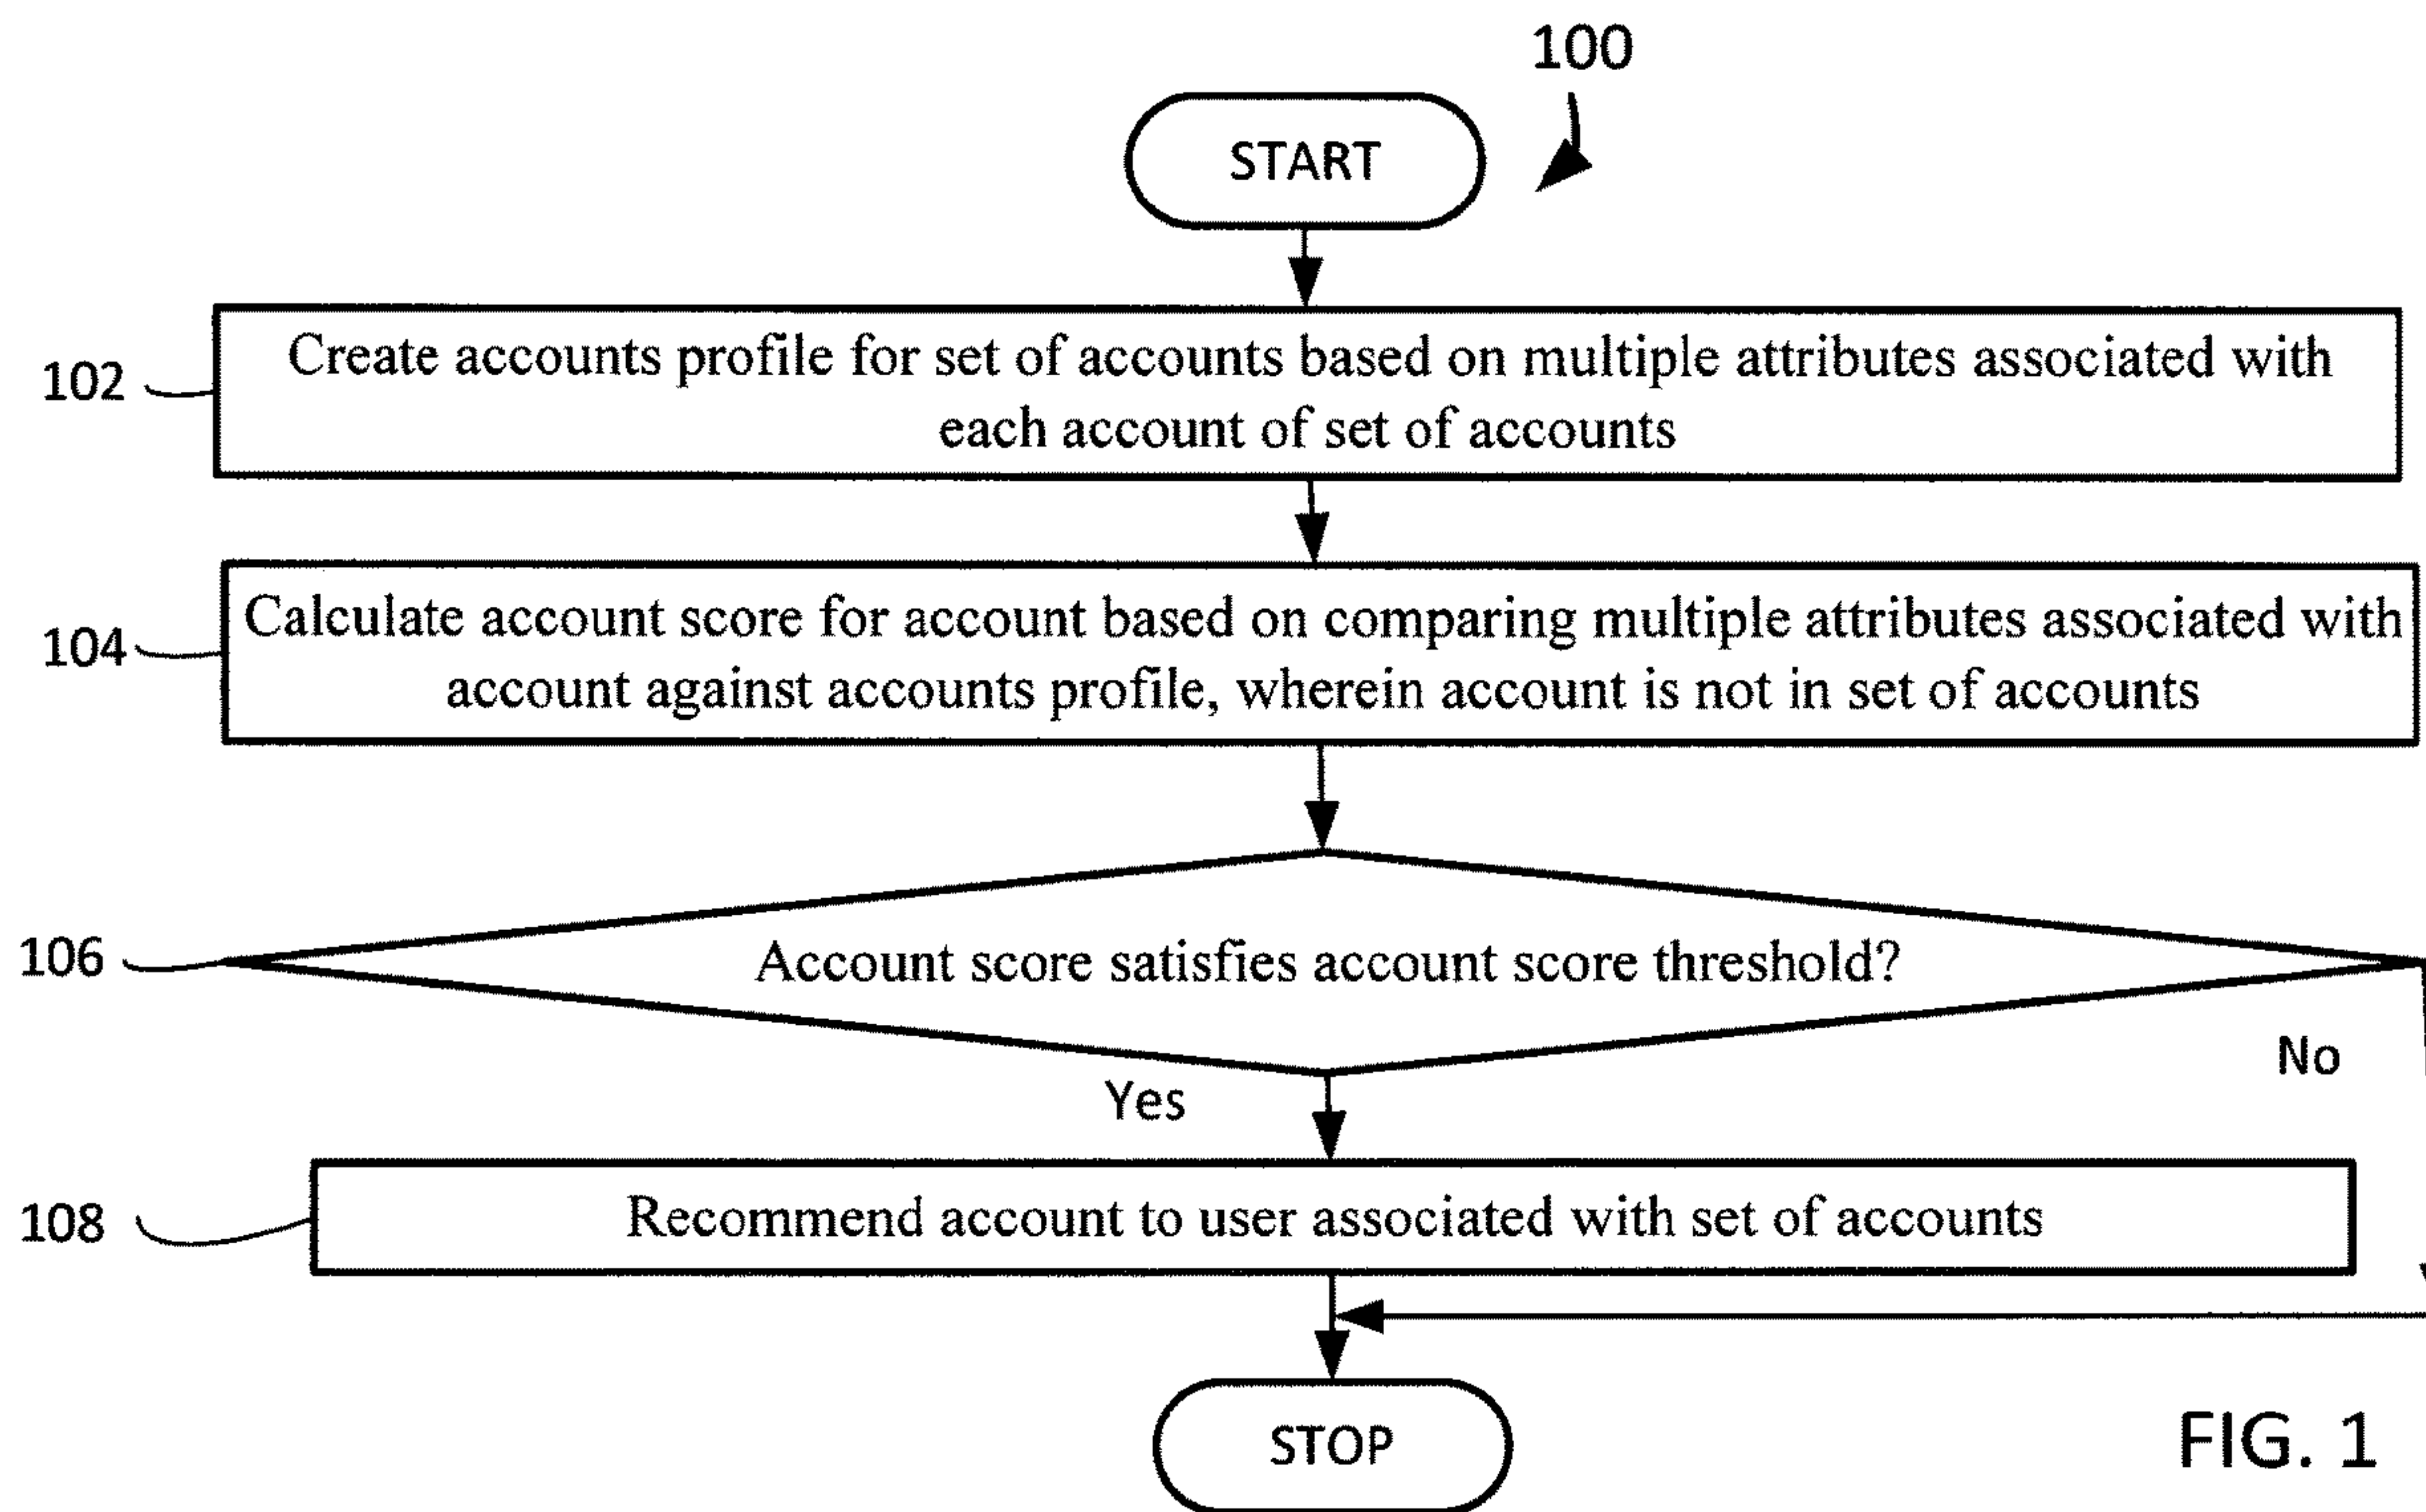 100
START
102
Create accounts profile for set of accounts based on multiple attributes associated with
each account of set of accounts
104
Calculate account score for account based on comparing multiple attributes associated with
account against accounts profile, wherein account is not in set of accounts
106
Account score satisfies account score threshold?
No
Yes
108
Recommend account to user associated with set of accounts
STOP
FIG. 1